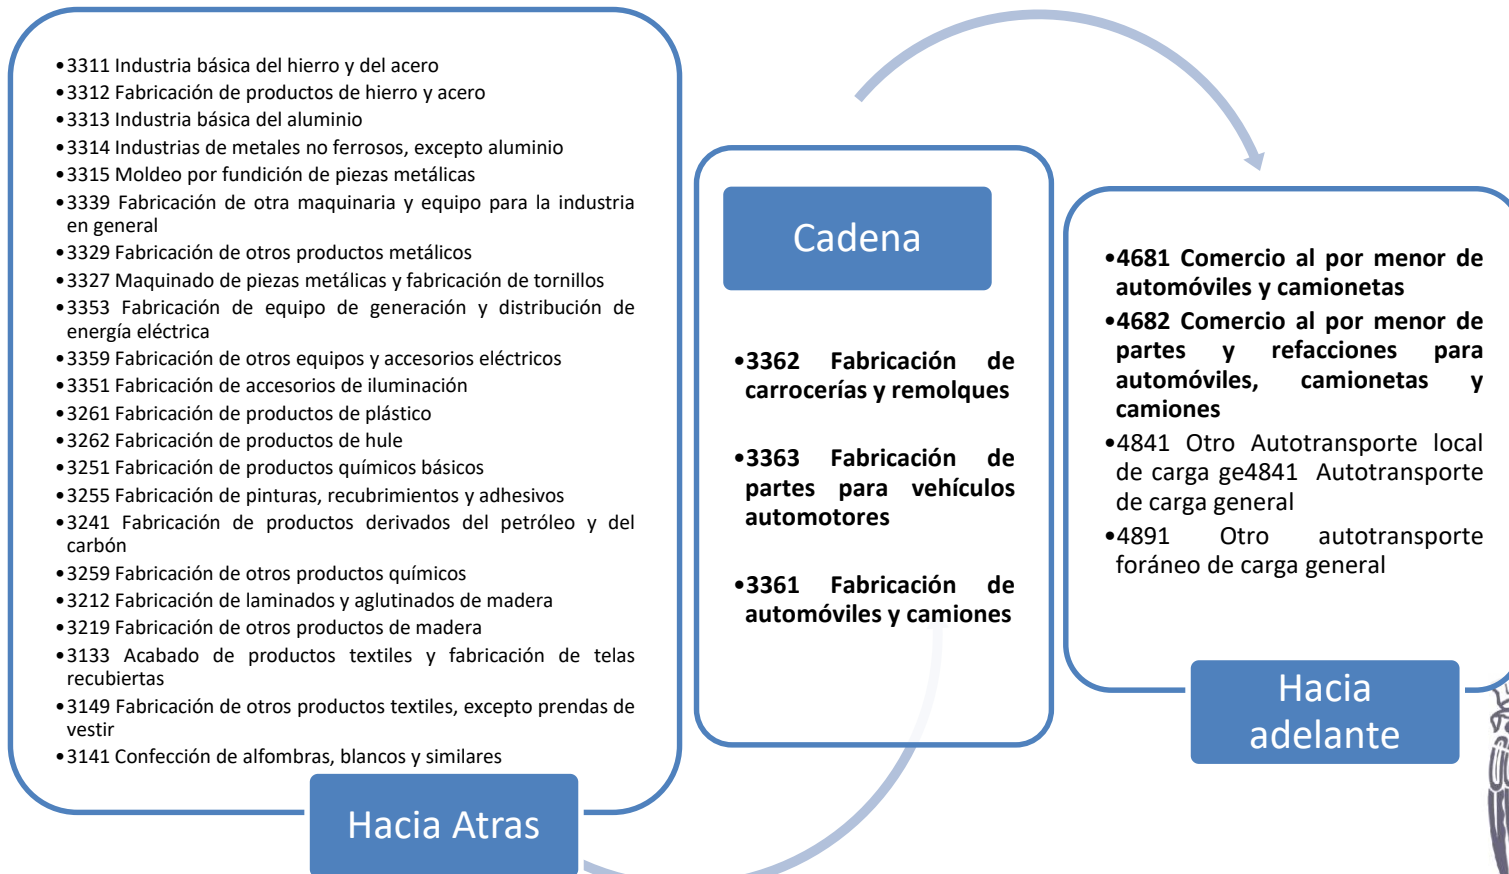 •3311 Industria básica del hierro y del acero
•3312 Fabricación de productos de hierro y acero
•3313 Industria básica del aluminio
•3314 Industrias de metales no ferrosos, excepto aluminio
•3315 Moldeo por fundición de piezas metálicas
•3339 Fabricación de otra maquinaria y equipo para la industria
en general
•3329 Fabricación de otros productos metálicos
•3327 Maquinado de piezas metálicas y fabricación de tornillos
•3353 Fabricación de equipo de generación y distribución de
energía eléctrica
•3359 Fabricación de otros equipos y accesorios eléctricos
•3351 Fabricación de accesorios de iluminación
•3261 Fabricación de productos de plástico
•3262 Fabricación de productos de hule
•3251 Fabricación de productos químicos básicos
•3255 Fabricación de pinturas, recubrimientos y adhesivos
•3241 Fabricación de productos derivados del petróleo y del
carbón
•3259 Fabricación de otros productos químicos
•3212 Fabricación de laminados y aglutinados de madera
•3219 Fabricación de otros productos de madera
•3133 Acabado de productos textiles y fabricación de telas
recubiertas
•3149 Fabricación de otros productos textiles, excepto prendas de
vestir
•3141 Confección de alfombras, blancos y similares
Hacia Atras
Cadena
•3362 Fabricación de
carrocerías y remolques
•3363 Fabricación de
partes para vehículos
automotores
•3361 Fabricación de
automóviles y camiones
•4681 Comercio al por menor de
automóviles y camionetas
•4682 Comercio al por menor de
partes y refacciones para
automóviles, camionetas y
camiones
•4841 Otro Autotransporte local
de carga ge4841 Autotransporte
de carga general
•4891 Otro autotransporte
foráneo de carga general
Hacia
adelante